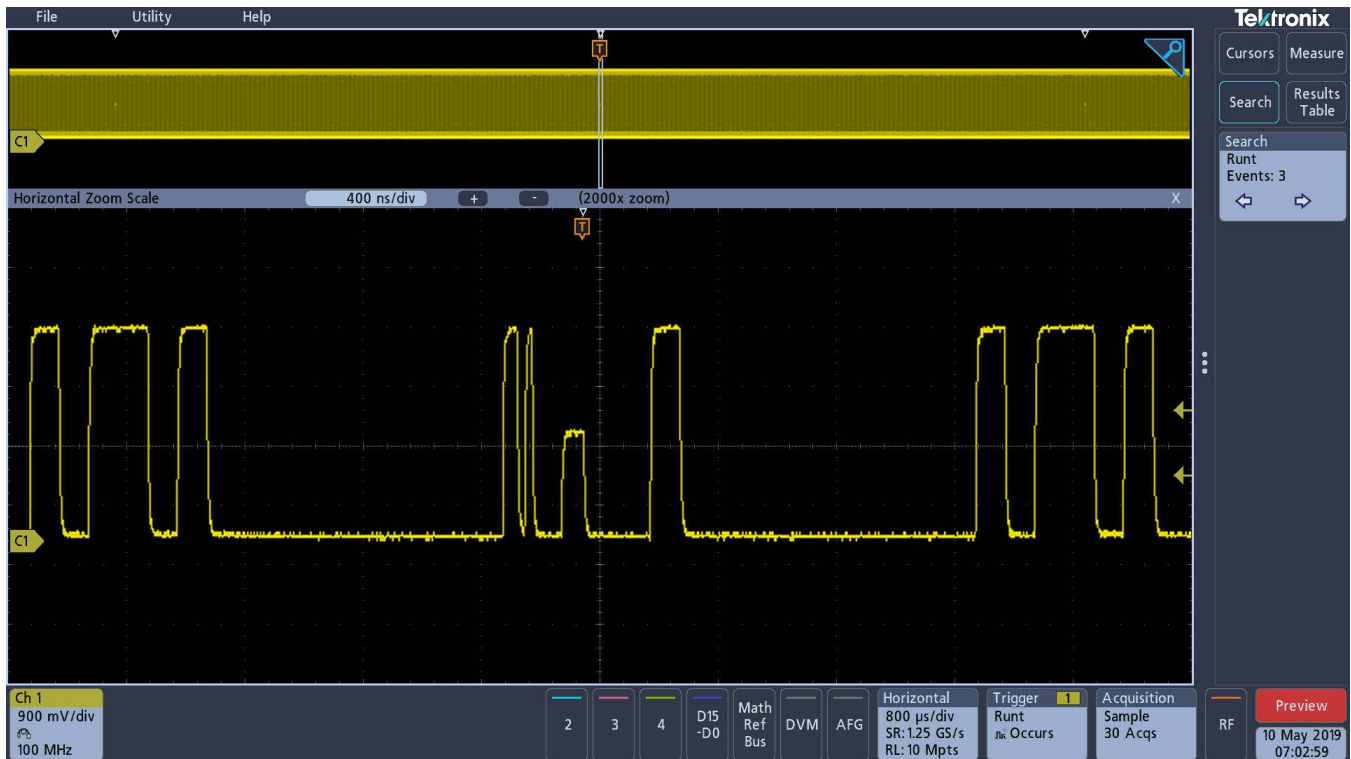 File Utility Help
Tektronix
Cursors Measure
Search Results Table
T
C1
Search
Runt
Events: 3
Horizontal Zoom Scale 400 ns/div + - (2000x zoom) X
T
C1
Ch 1
900 mV/div
100 MHz
2
3
4
D15
-D0
Math
Ref
Bus
DVM
AFG
Horizontal
800 µs/div
SR: 1.25 GS/s
RL: 10 Mpts
Trigger 1
Runt
Occurs
Acquisition
Sample
30 Acqs
RF
Preview
10 May 2019
07:02:59